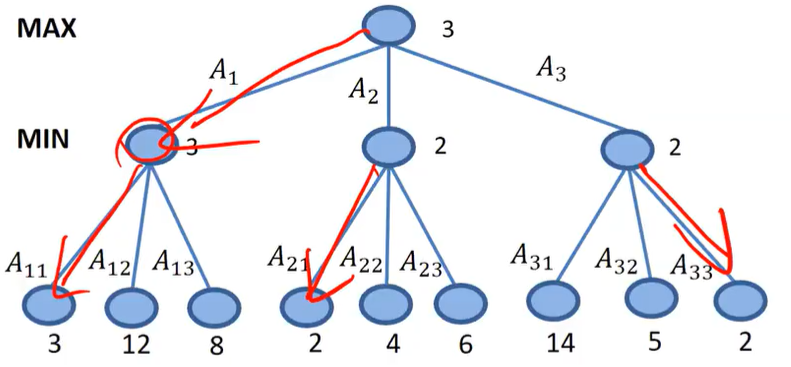 MAX 3
A₁ A₂ A₃
MIN 3 2 2
A₁₁ A₁₂ A₁₃ A₂₁ A₂₂ A₂₃ A₃₁ A₃₂ A₃₃
3 12 8 2 4 6 14 5 2